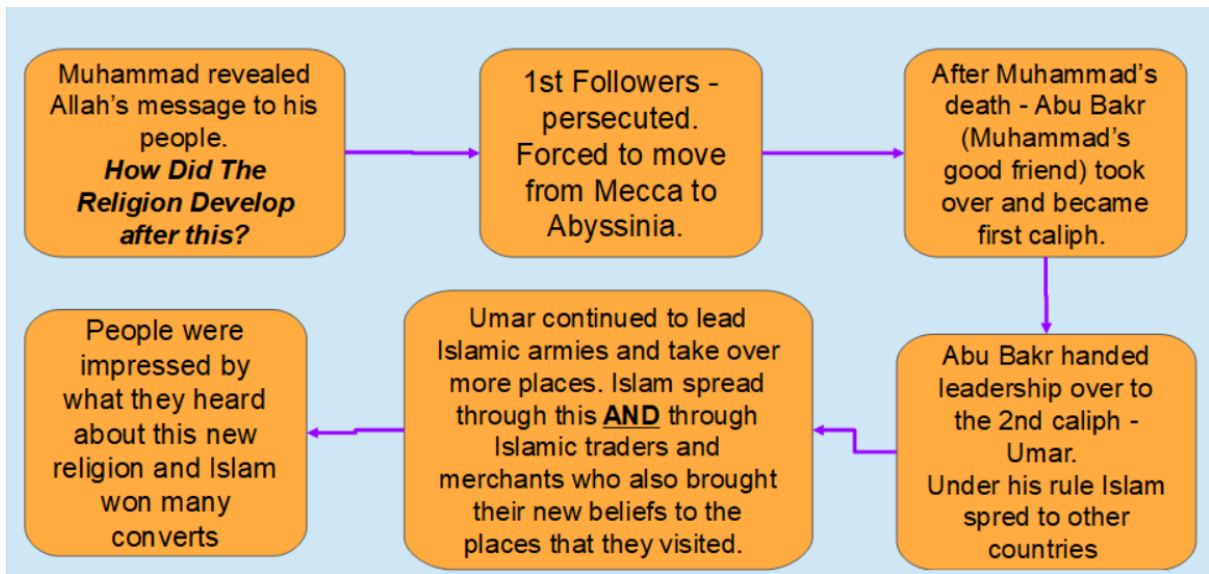 Muhammad revealed
Allah’s message to his
people.
How Did The
Religion Develop
after this?
1st Followers -
persecuted.
Forced to move
from Mecca to
Abyssinia.
After Muhammad’s
death - Abu Bakr
(Muhammad’s
good friend) took
over and became
first caliph.
Abu Bakr handed
leadership over to
the 2nd caliph -
Umar.
Under his rule Islam
spred to other
countries
Umar continued to lead
Islamic armies and take over
more places. Islam spread
through this AND through
Islamic traders and
merchants who also brought
their new beliefs to the
places that they visited.
People were
impressed by
what they heard
about this new
religion and Islam
won many
converts